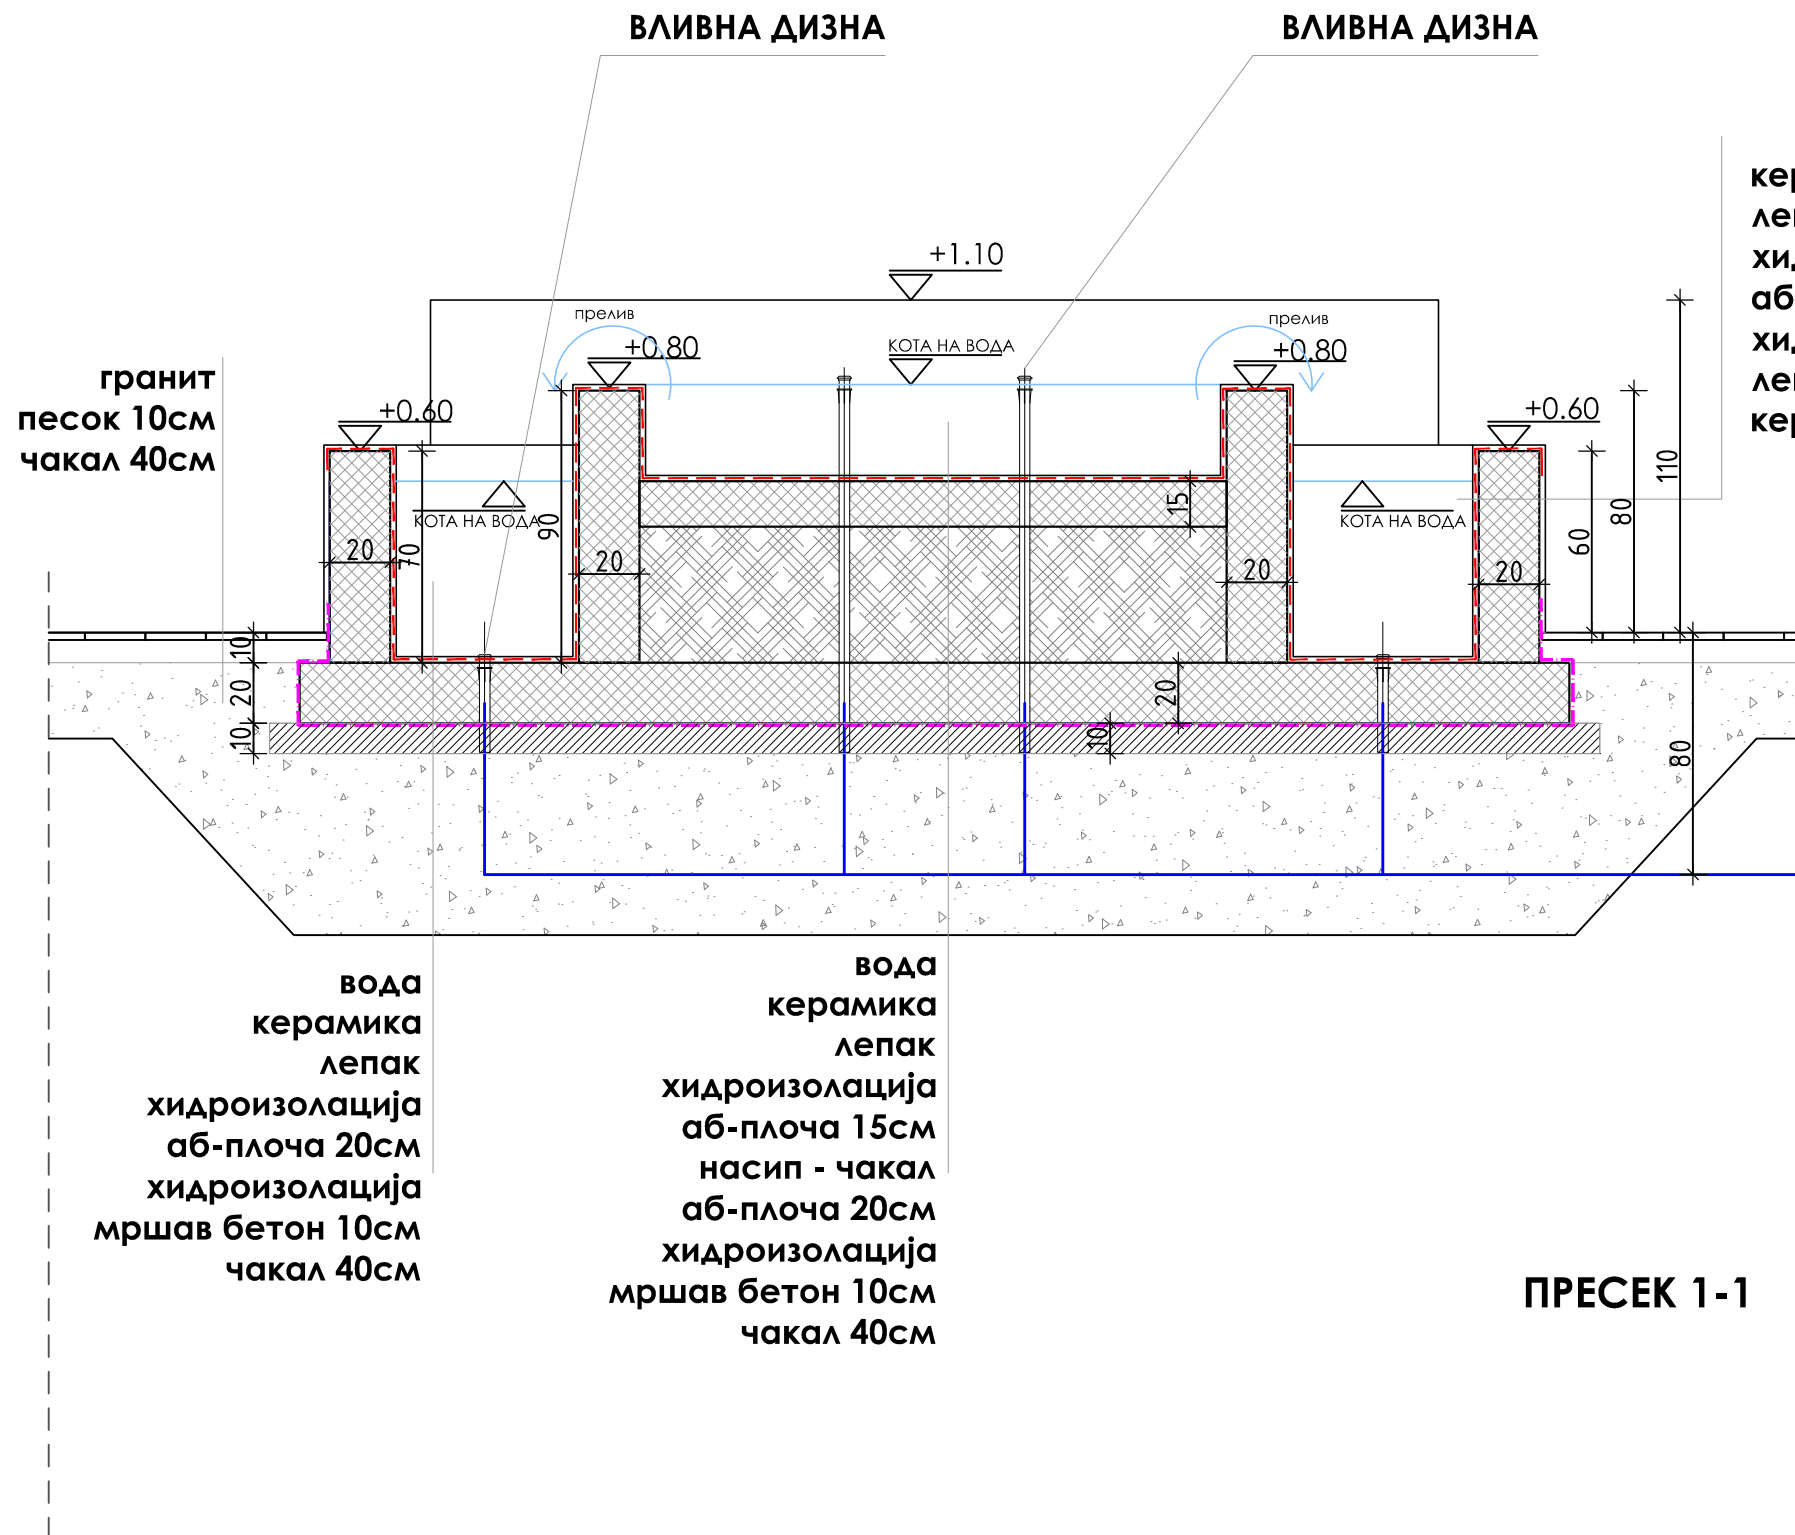 ВЛИВНА ДИЗНА
ВЛИВНА ДИЗНА
+1.10
прелив
прелив
+0.80
КОТА НА ВОДА
+0.80
гранит
песок 10см
чакал 40см
+0.60
+0.60
КОТА НА ВОДА
КОТА НА ВОДА
20
70
90
20
15
20
20
60
80
110
10
20
10
20
10
80
аб
вода
керамика
лепак
хидроизолација
аб-плоча 20см
хидроизолација
мршав бетон 10см
чакал 40см
вода
керамика
лепак
хидроизолација
аб-плоча 15см
насип - чакал
аб-плоча 20см
хидроизолација
мршав бетон 10см
чакал 40см
ПРЕСЕК 1-1